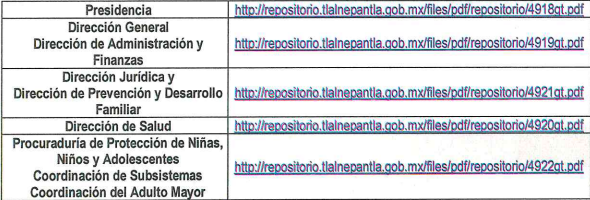 Presidencia http://repositorio.tlalnepantla.gob.mx/files/pdf/repositorio/4918gt.pdf
Dirección General
Dirección de Administración y
Finanzas
http://repositorio.tlalnepantla.gob.mx/files/pdf/repositorio/4919gt.pdf
Dirección Jurídica y
Dirección de Prevención y Desarrollo
Familiar
http://repositorio.tlalnepantla.gob.mx/files/pdf/repositorio/4921gt.pdf
Dirección de Salud http://repositorio.tlalnepantla.gob.mx/files/pdf/repositorio/4920gt.pdf
Procuraduría de Protección de Niñas,
Niños y Adolescentes
Coordinación de Subsistemas
Coordinación del Adulto Mayor
http://repositorio.tlalnepantla.gob.mx/files/pdf/repositorio/4922gt.pdf